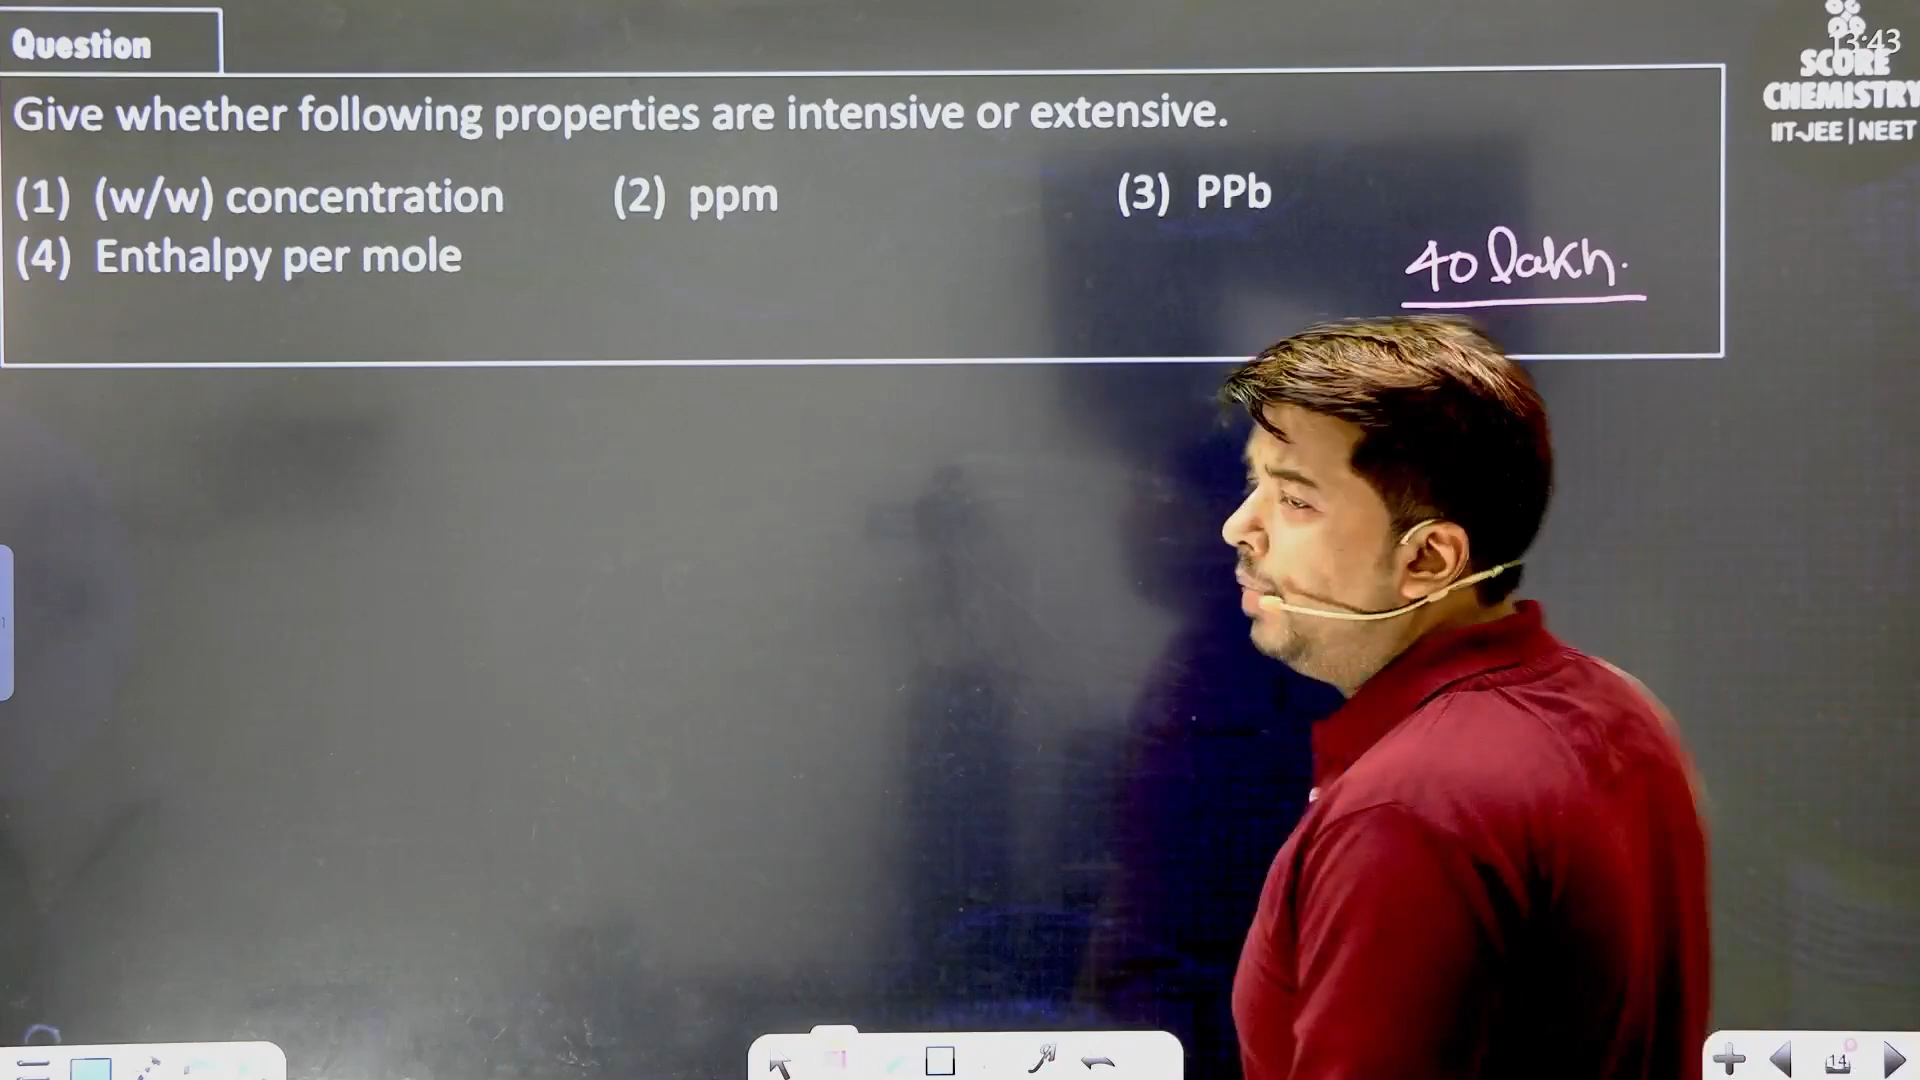 Question
13:43
SCORE
CHEMISTRY
IIT-JEE | NEET
Give whether following properties are intensive or extensive.
(1) (w/w) concentration (2) ppm (3) PPb
(4) Enthalpy per mole
40 lakh.
14